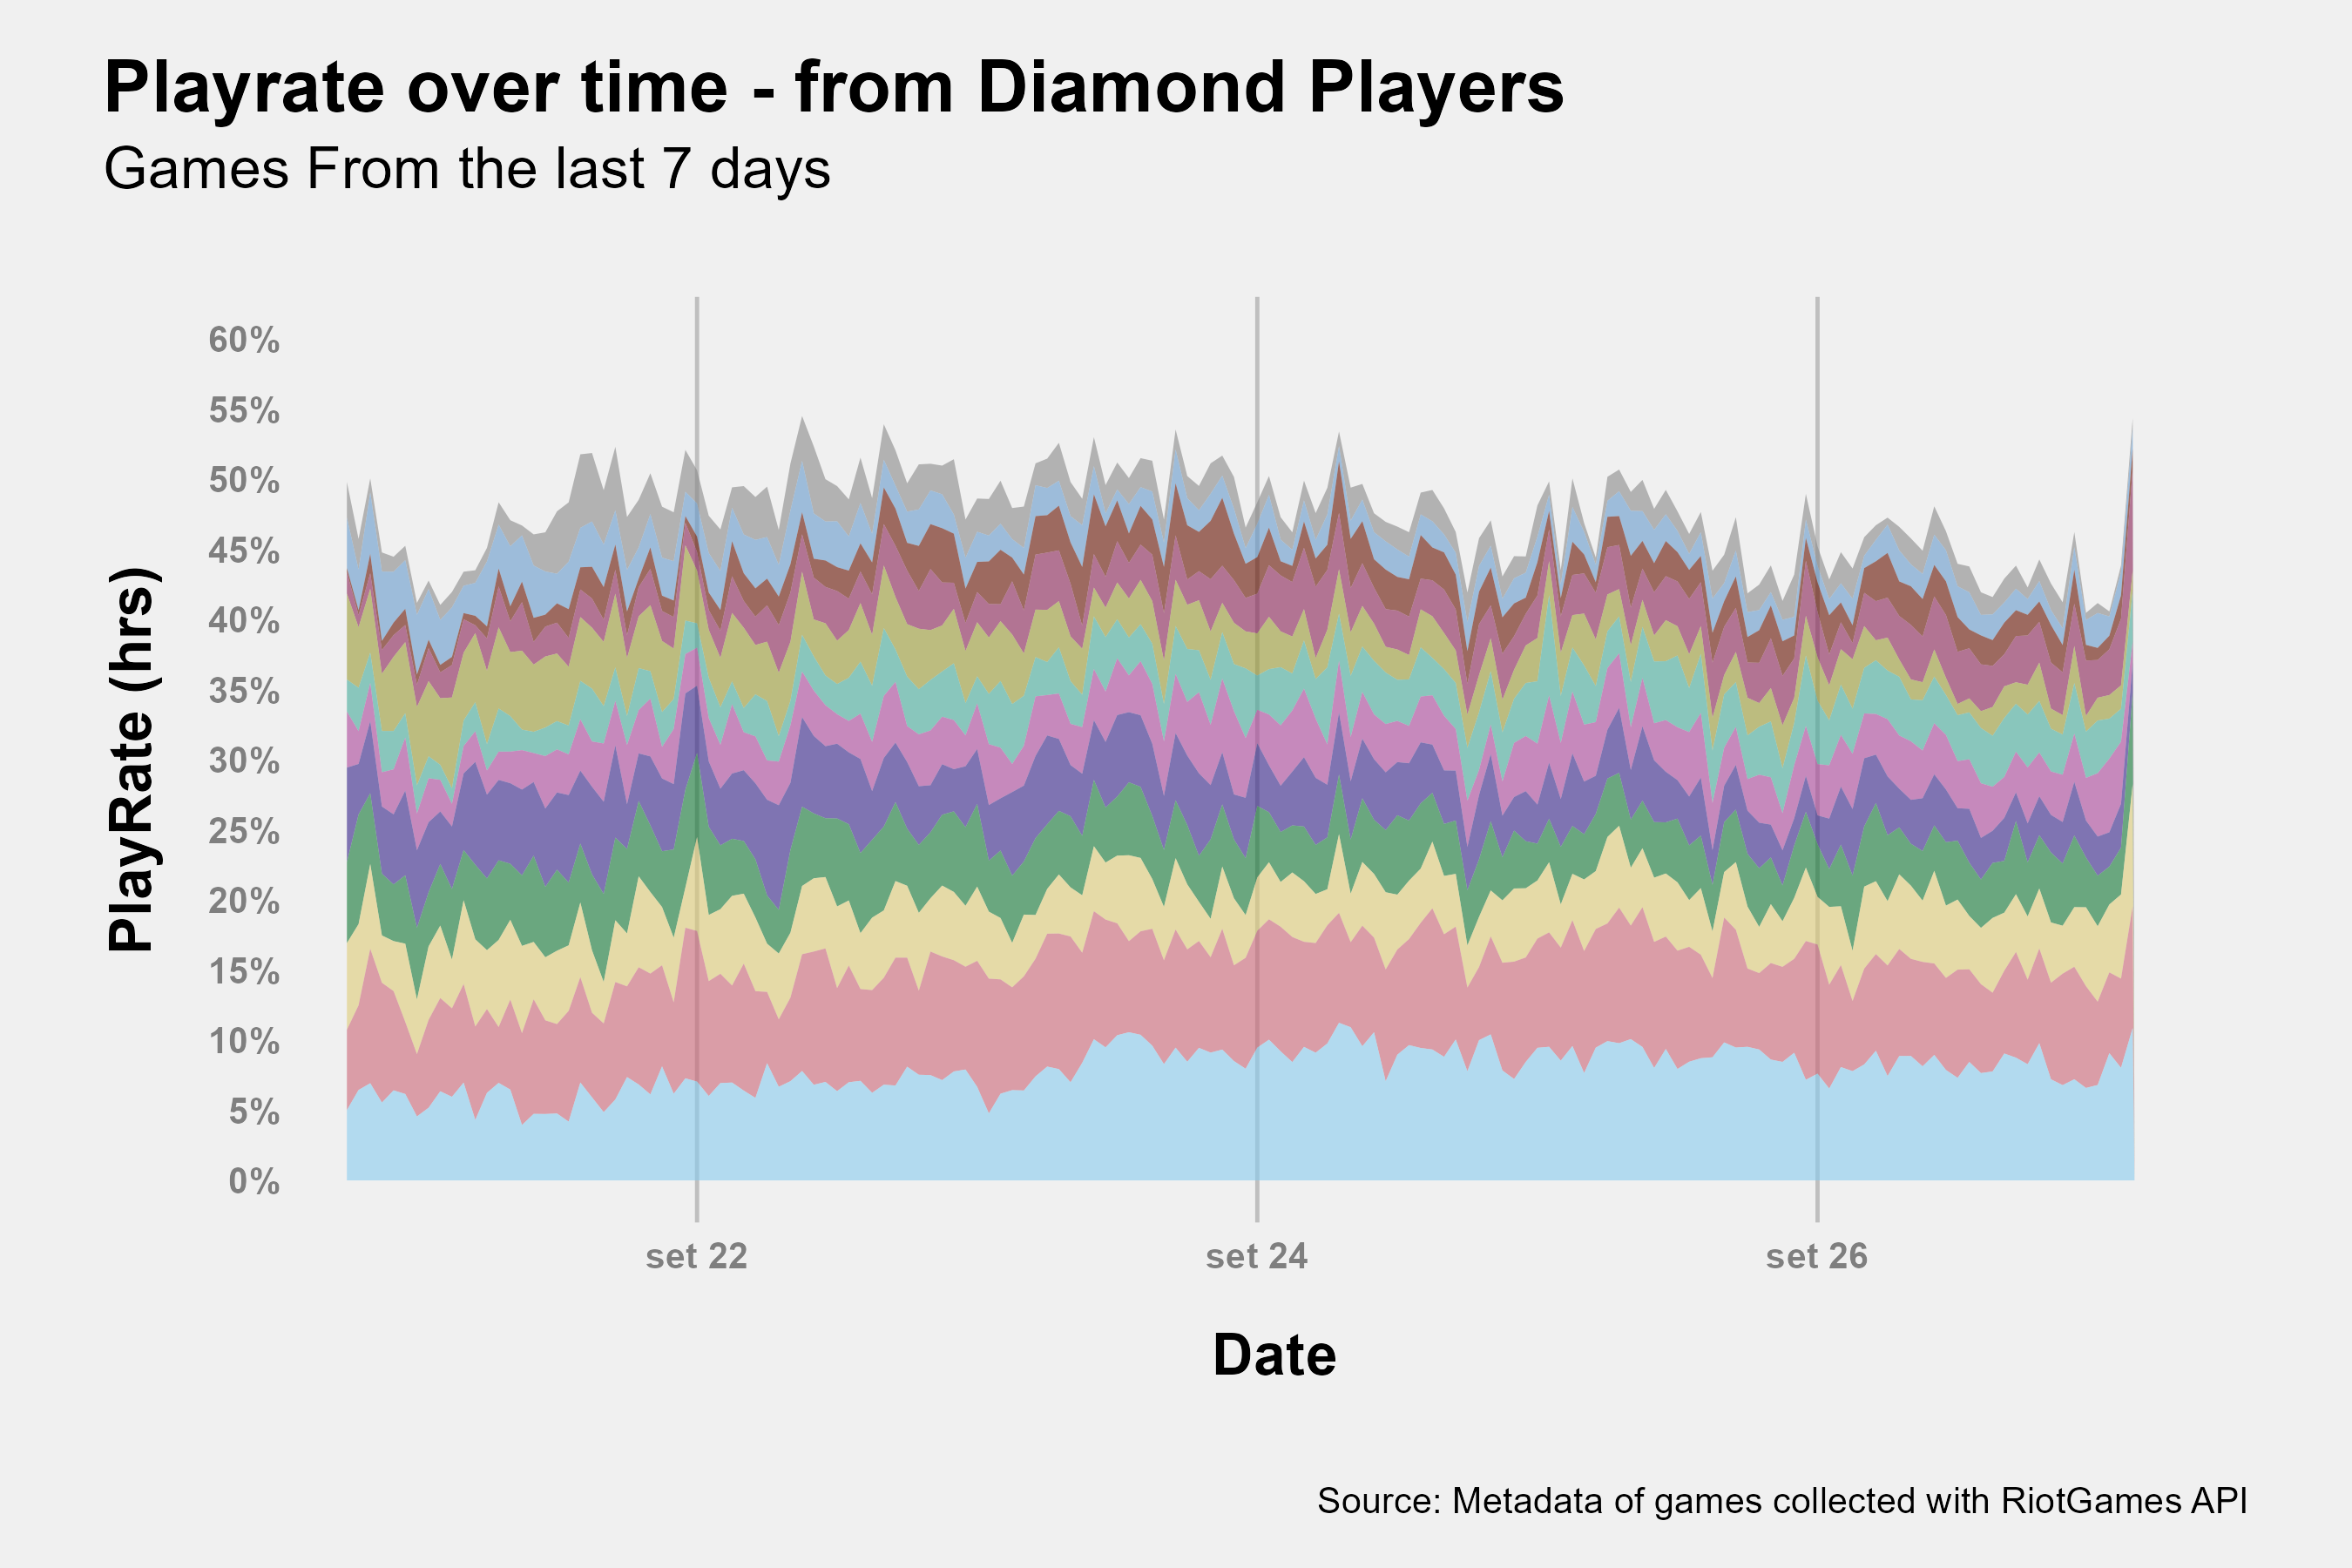 Playrate over time - from Diamond Players
Games From the last 7 days
PlayRate (hrs)
60%
55%
50%
45%
40%
35%
30%
25%
20%
15%
10%
5%
0%
set 22
set 24
set 26
Date
Source: Metadata of games collected with RiotGames API